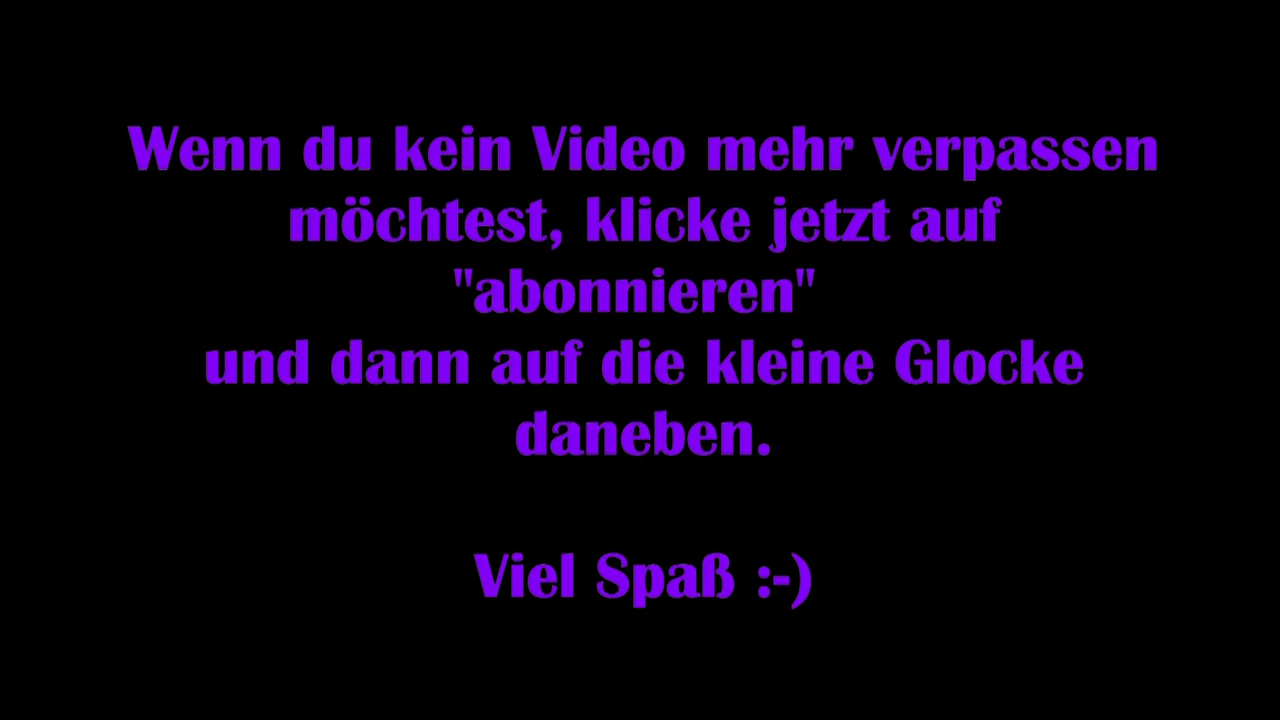 Wenn du kein Video mehr verpassen
möchtest, klicke jetzt auf
"abonnieren"
und dann auf die kleine Glocke
daneben.
Viel Spaß :-)